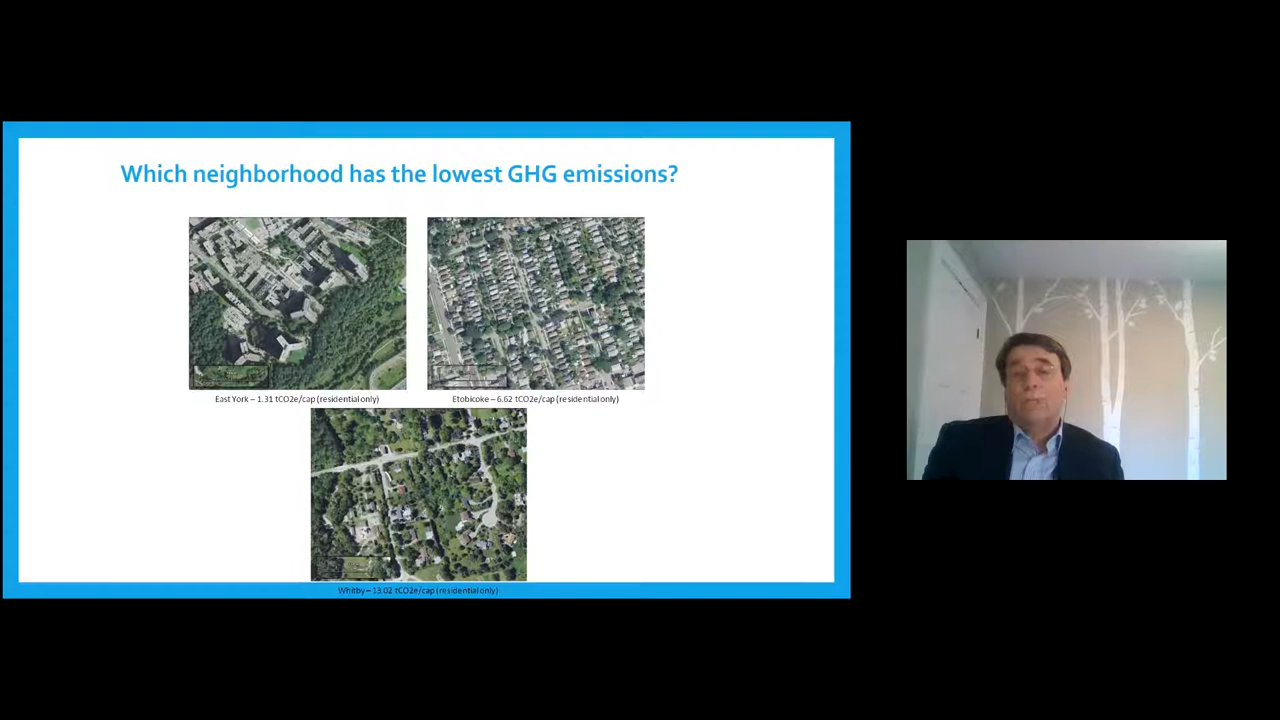 Which neighborhood has the lowest GHG emissions?
East York – 1.31 tCO2e/cap (residential only)
Etobicoke – 6.62 tCO2e/cap (residential only)
Whitby – 13.02 tCO2e/cap (residential only)